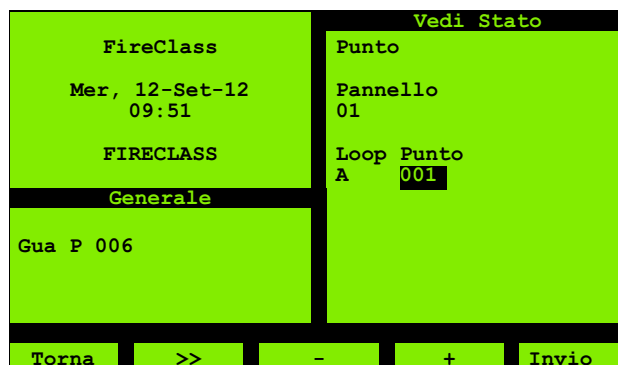 FireClass
Mer, 12-Set-12
09:51
FIRECLASS
Generale
Gua P 006
Vedi Stato
Punto
Pannello
01
Loop Punto
A 001
Torna >> - + Invio